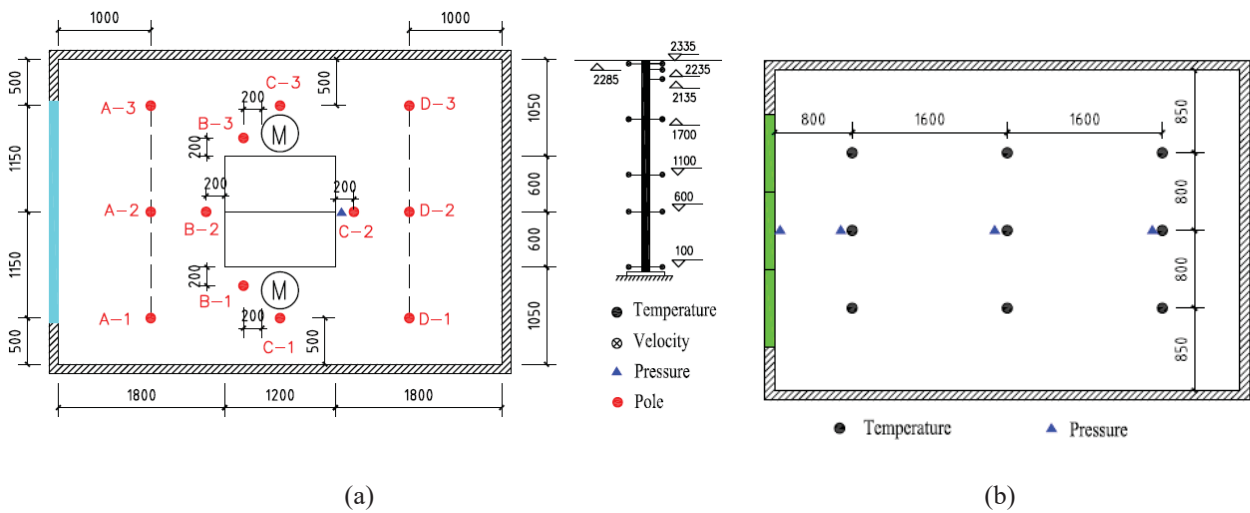 1000
1000
500
1150
1150
500
A-3
A-2
A-1
200
C-3
B-3
M
200
500
200
B-2
200
C-2
200
B-1
M
200
C-1
500
D-3
D-2
D-1
1050
600
600
1050
1800
1200
1800
2335
2285
2235
2135
1700
1100
600
100
Temperature
Velocity
Pressure
Pole
800
1600
1600
850
800
800
850
Temperature
Pressure
(a)
(b)